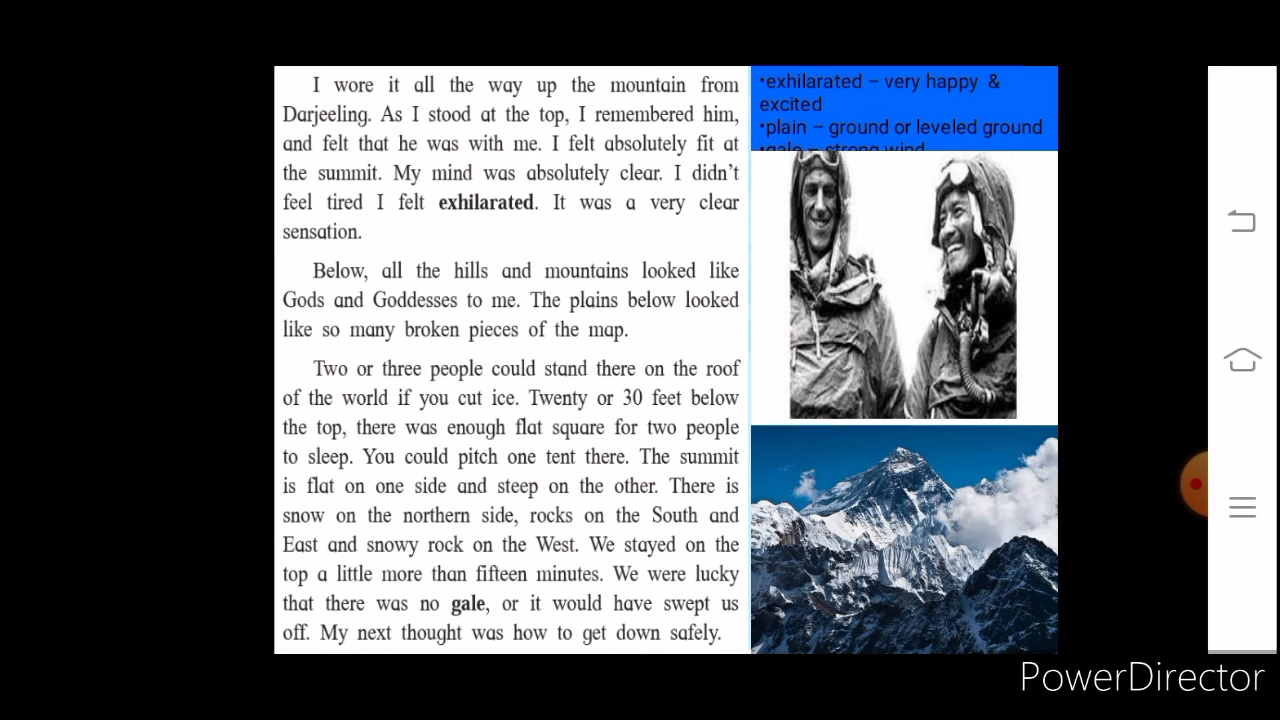 I wore it all the way up the mountain from
Darjeeling. As I stood at the top, I remembered him,
and felt that he was with me. I felt absolutely fit at
the summit. My mind was absolutely clear. I didn't
feel tired I felt exhilarated. It was a very clear
sensation.
Below, all the hills and mountains looked like
Gods and Goddesses to me. The plains below looked
like so many broken pieces of the map.
Two or three people could stand there on the roof
of the world if you cut ice. Twenty or 30 feet below
the top, there was enough flat square for two people
to sleep. You could pitch one tent there. The summit
is flat on one side and steep on the other. There is
snow on the northern side, rocks on the South and
East and snowy rock on the West. We stayed on the
top a little more than fifteen minutes. We were lucky
that there was no gale, or it would have swept us
off. My next thought was how to get down safely.
•exhilarated – very happy &
excited
•plain – ground or leveled ground
•gale – strong wind
PowerDirector